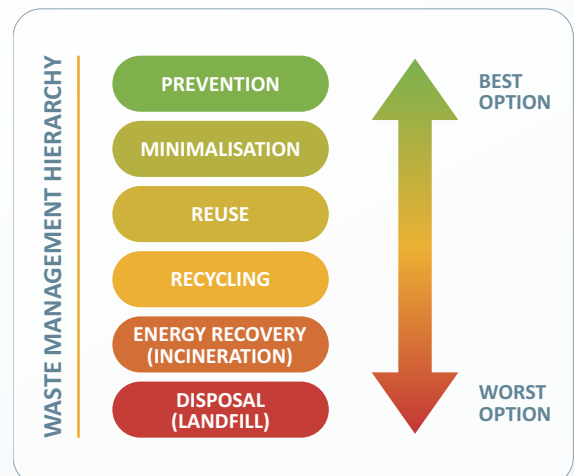 WASTE MANAGEMENT HIERARCHY
PREVENTION
MINIMALISATION
REUSE
RECYCLING
ENERGY RECOVERY
(INCINERATION)
DISPOSAL
(LANDFILL)
BEST
OPTION
WORST
OPTION